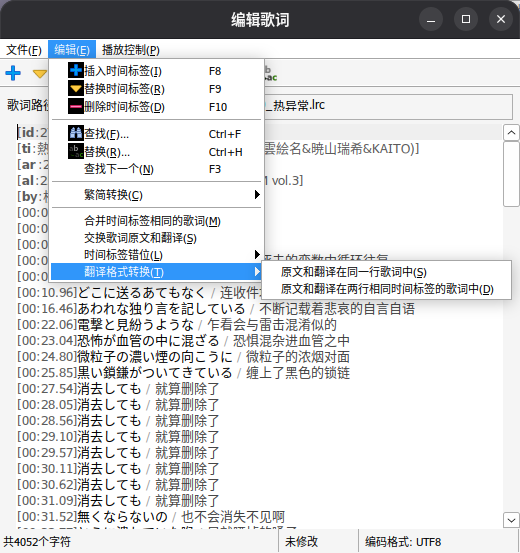 编辑歌词
文件(F) 编辑(E) 播放控制(P)
插入时间标签(I) F8
替换时间标签(R) F9
删除时间标签(D) F10
查找(F)... Ctrl+F
替换(R)... Ctrl+H
查找下一个(N) F3
繁简转换(C)
合并时间标签相同的歌词(M)
交换歌词原文和翻译(S)
时间标签错位(L)
翻译格式转换(T)
原文和翻译在同一行歌词中(S)
原文和翻译在两行相同时间标签的歌词中(D)
歌词路径
_热异常.lrc
[id:2
[ti:熱 雲絵名&暁山瑞希&KAITO)]
[ar:2
[al:2 M vol.3]
[by:
[00:0
[00:0
[00:0
[00:0
[00:10.96]どこに送るあてもなく / 连收件
[00:16.46]あわれな独り言を記している / 不断记载着悲哀的自言自语
[00:22.06]電撃と見紛うような / 乍看会与雷击混淆似的
[00:23.04]恐怖が血管の中に混ざる / 恐惧混杂进血管之中
[00:24.80]微粒子の濃い煙の向こうに / 微粒子的浓烟对面
[00:25.85]黒い鎖鎌がついてきている / 缠上了黑色的锁链
[00:27.54]消去しても / 就算删除了
[00:28.05]消去しても / 就算删除了
[00:28.56]消去しても / 就算删除了
[00:29.10]消去しても / 就算删除了
[00:29.57]消去しても / 就算删除了
[00:30.11]消去しても / 就算删除了
[00:30.62]消去しても / 就算删除了
[00:31.09]消去しても / 就算删除了
[00:31.52]無くならないの / 也不会消失不见啊
共4052个字符 未修改 编码格式: UTF8